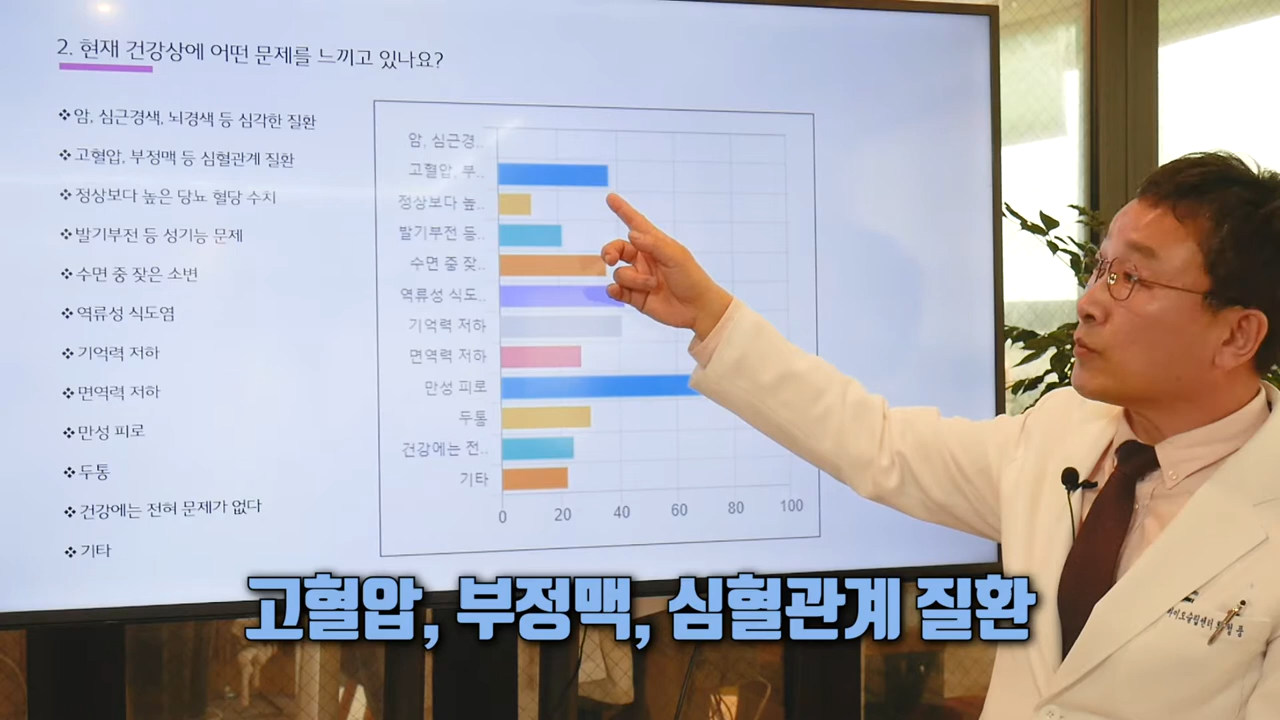 2. 현재 건강상에 어떤 문제를 느끼고 있나요?
❖암, 심근경색, 뇌경색 등 심각한 질환
❖고혈압, 부정맥 등 심혈관계 질환
❖정상보다 높은 당뇨 혈당 수치
❖발기부전 등 성기능 문제
❖수면 중 잦은 소변
❖역류성 식도염
❖기억력 저하
❖면역력 저하
❖만성 피로
❖두통
❖건강에는 전혀 문제가 없다
❖기타
암, 심근경..
고혈압, 부..
정상보다 높..
발기부전 등..
수면 중 잦..
역류성 식도..
기억력 저하
면역력 저하
만성 피로
두통
건강에는 전..
기타
0 20 40 60 80 100
고혈압, 부정맥, 심혈관계 질환